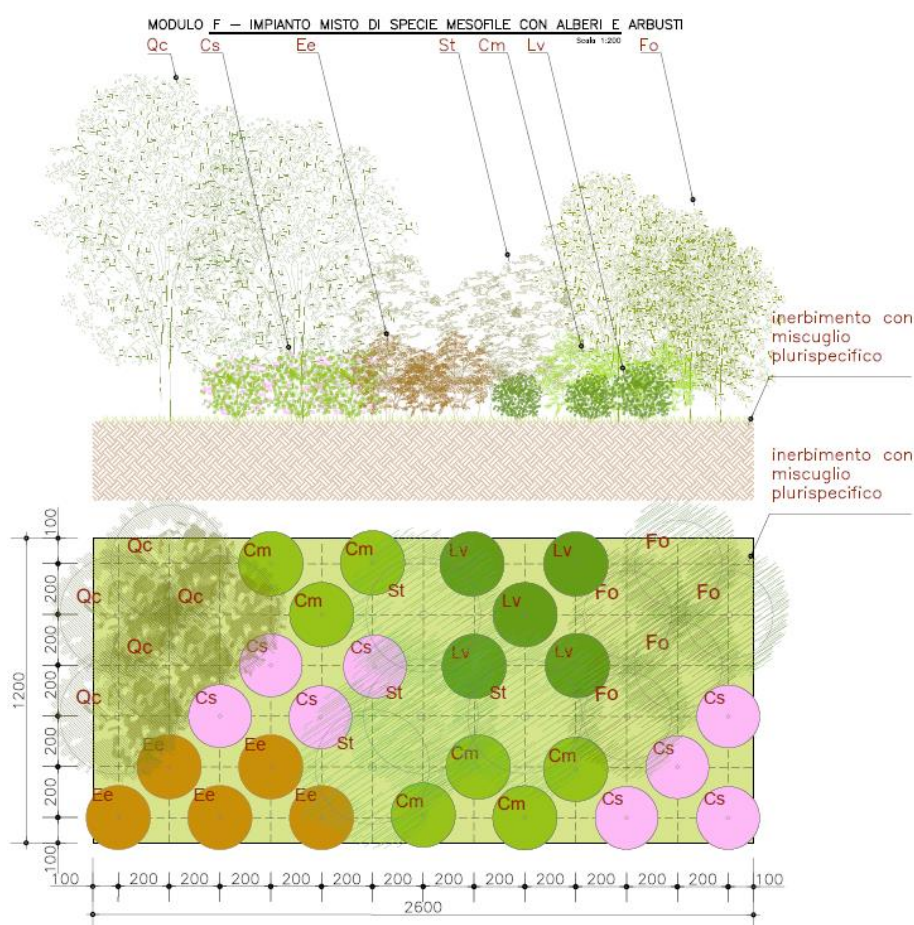 MODULO F — IMPIANTO MISTO DI SPECIE MESOFILE CON ALBERI E ARBUSTI
Scala 1:200
Qc Cs Ee St Cm Lv Fo
inerbimento con
miscuglio
plurispecifico
inerbimento con
miscuglio
plurispecifico
100
200
200
200
200
200
100
1200
Qc Cm Cm Lv Lv Fo
Qc Qc Cm St Fo Fo
Qc Cs Cs Lv Lv Fo
Qc Cs Cs St St Fo Cs
Ee Ee St Cm Cm Cs
Ee Ee Ee Cm Cm Cs Cs
100 200 200 200 200 200 200 200 200 200 200 200 200 100
2600